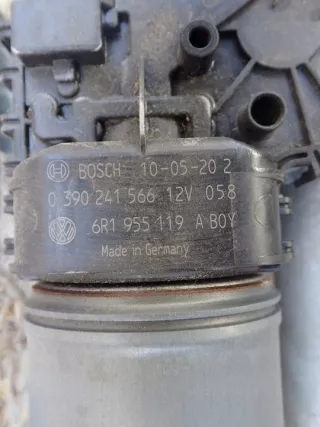 BOSCH 10-05-20 2
0 390 241 566 12V 058
6R1 955 119 A BOY
Made in Germany